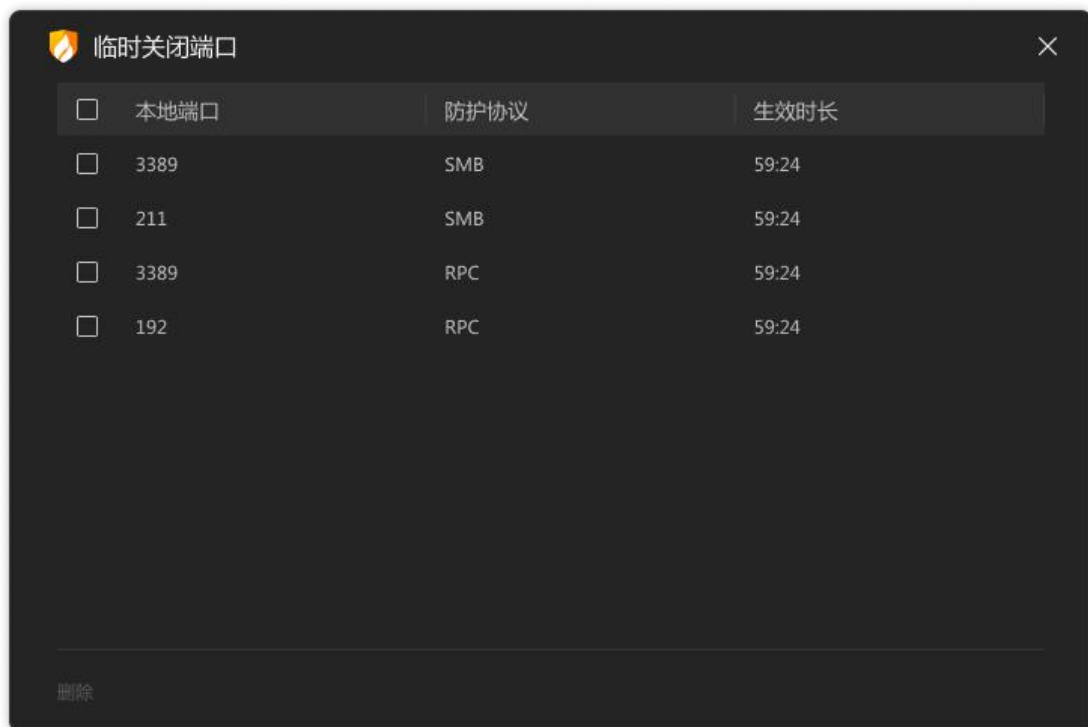 临时关闭端口
本地端口 防护协议 生效时长
3389 SMB 59:24
211 SMB 59:24
3389 RPC 59:24
192 RPC 59:24
删除